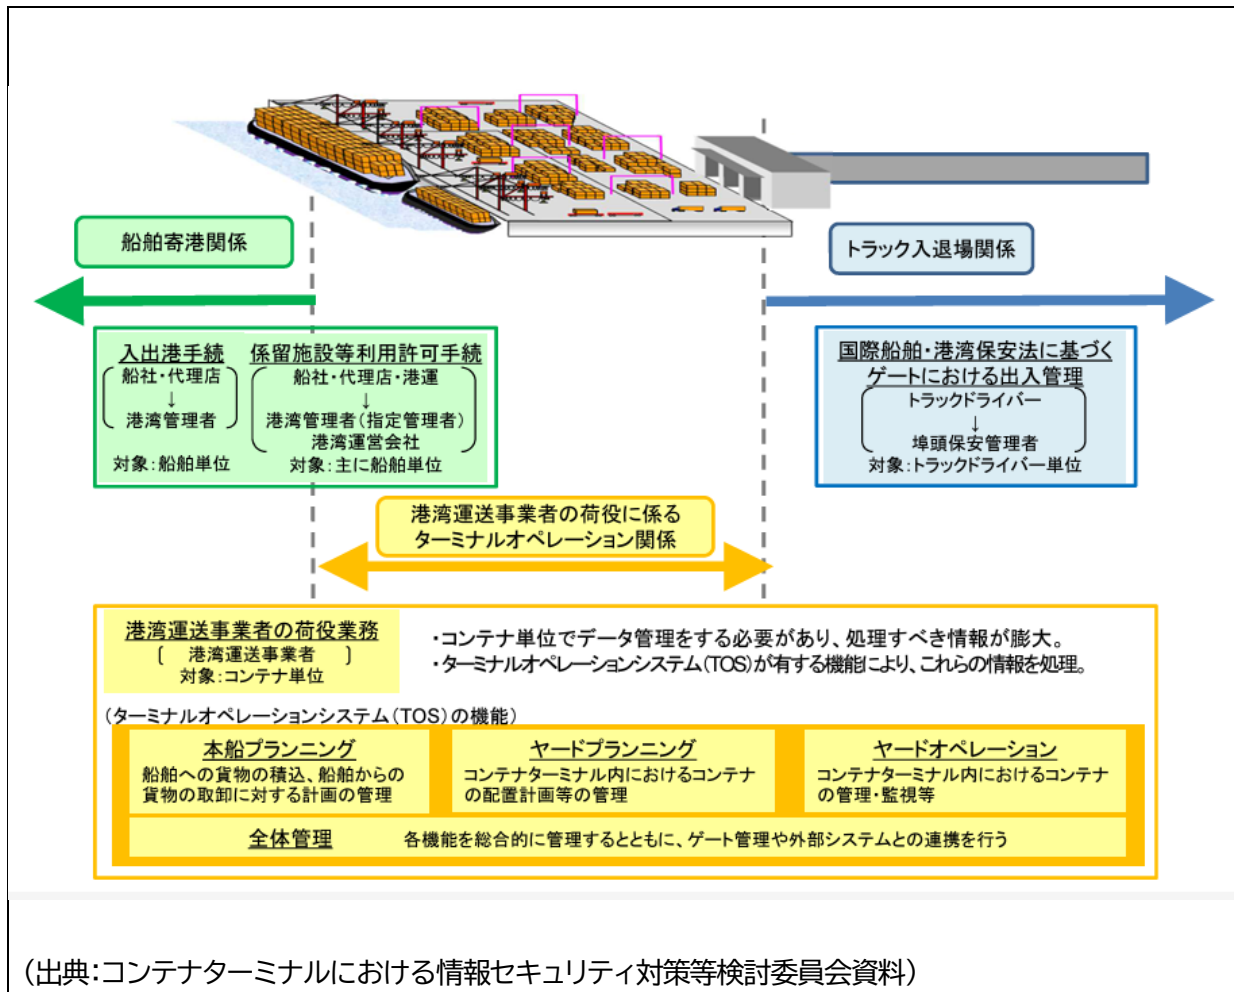 船舶寄港関係
トラック入退場関係
入出港手続
船社・代理店
↓
港湾管理者
対象:船舶単位
係留施設等利用許可手続
船社・代理店・港運
↓
港湾管理者(指定管理者)
港湾運営会社
対象:主に船舶単位
国際船舶・港湾保安法に基づく
ゲートにおける出入管理
トラックドライバー
↓
埠頭保安管理者
対象:トラックドライバー単位
港湾運送事業者の荷役に係る
ターミナルオペレーション関係
港湾運送事業者の荷役業務
〔 港湾運送事業者 〕
対象:コンテナ単位
・コンテナ単位でデータ管理をする必要があり、処理すべき情報が膨大。
・ターミナルオペレーションシステム(TOS)が有する機能により、これらの情報を処理。
(ターミナルオペレーションシステム(TOS)の機能)
本船プランニング
船舶への貨物の積込、船舶からの
貨物の取卸に対する計画の管理
ヤードプランニング
コンテナターミナル内におけるコンテナ
の配置計画等の管理
ヤードオペレーション
コンテナターミナル内におけるコンテナ
の管理・監視等
全体管理 各機能を総合的に管理するとともに、ゲート管理や外部システムとの連携を行う
(出典:コンテナターミナルにおける情報セキュリティ対策等検討委員会資料)